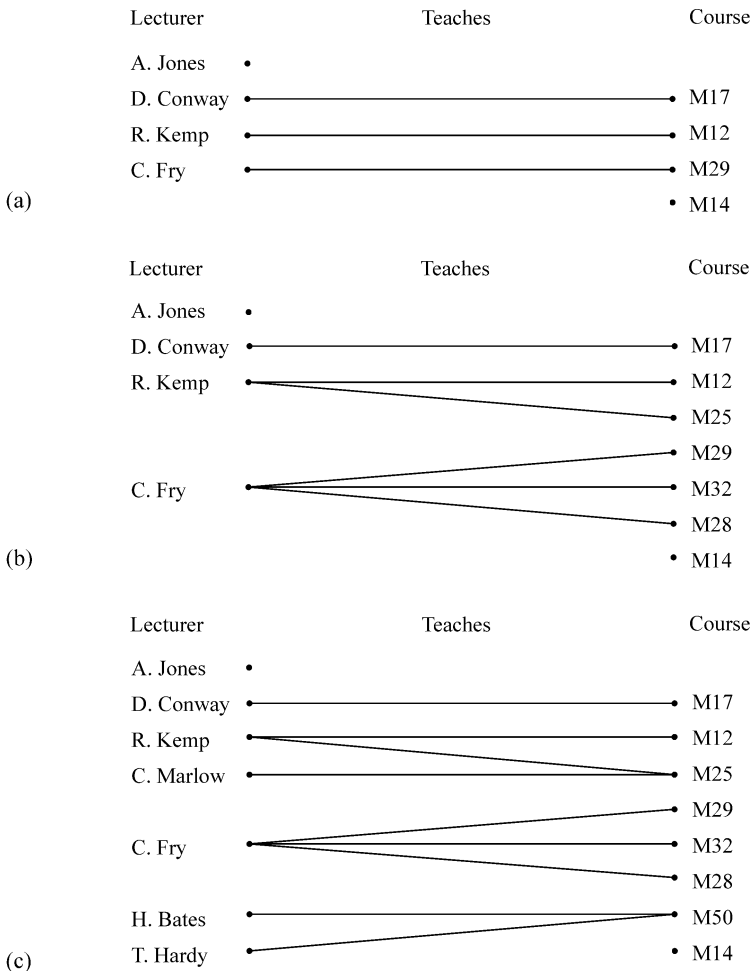 Lecturer Teaches Course
A. Jones
D. Conway M17
R. Kemp M12
C. Fry M29
(a) M14
Lecturer Teaches Course
A. Jones
D. Conway M17
R. Kemp M12
M25
M29
C. Fry M32
M28
(b) M14
Lecturer Teaches Course
A. Jones
D. Conway M17
R. Kemp M12
C. Marlow M25
M29
C. Fry M32
M28
H. Bates M50
(c) T. Hardy M14